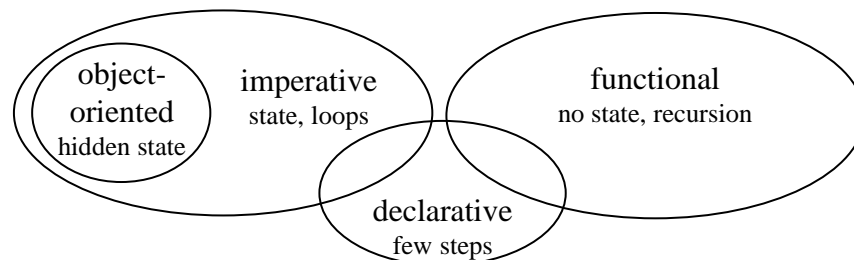 object-
oriented
hidden state
imperative
state, loops
functional
no state, recursion
declarative
few steps